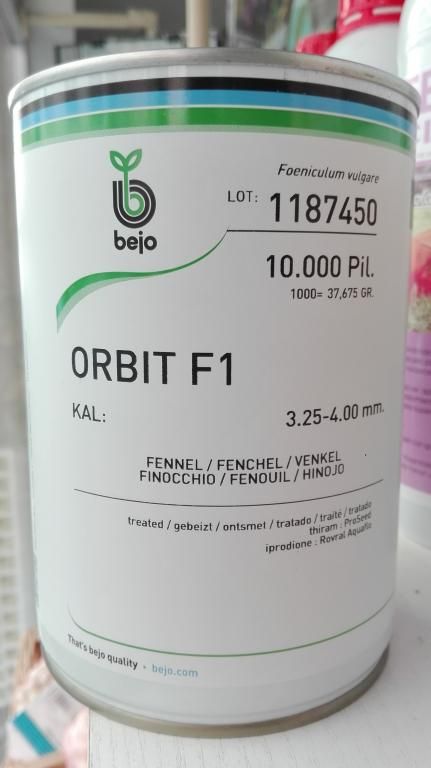 Foeniculum vulgare
LOT: 1187450
bejo
10.000 Pil.
1000= 37,675 GR.
ORBIT F1
KAL: 3.25-4.00 mm.
FENNEL / FENCHEL / VENKEL
FINOCCHIO / FENOUIL / HINOJO
treated / gebeizt / ontsmet / tratado / traité / tratado
thiram : ProSeed
iprodione : Rovral Aquaflo
That's bejo quality • bejo.com